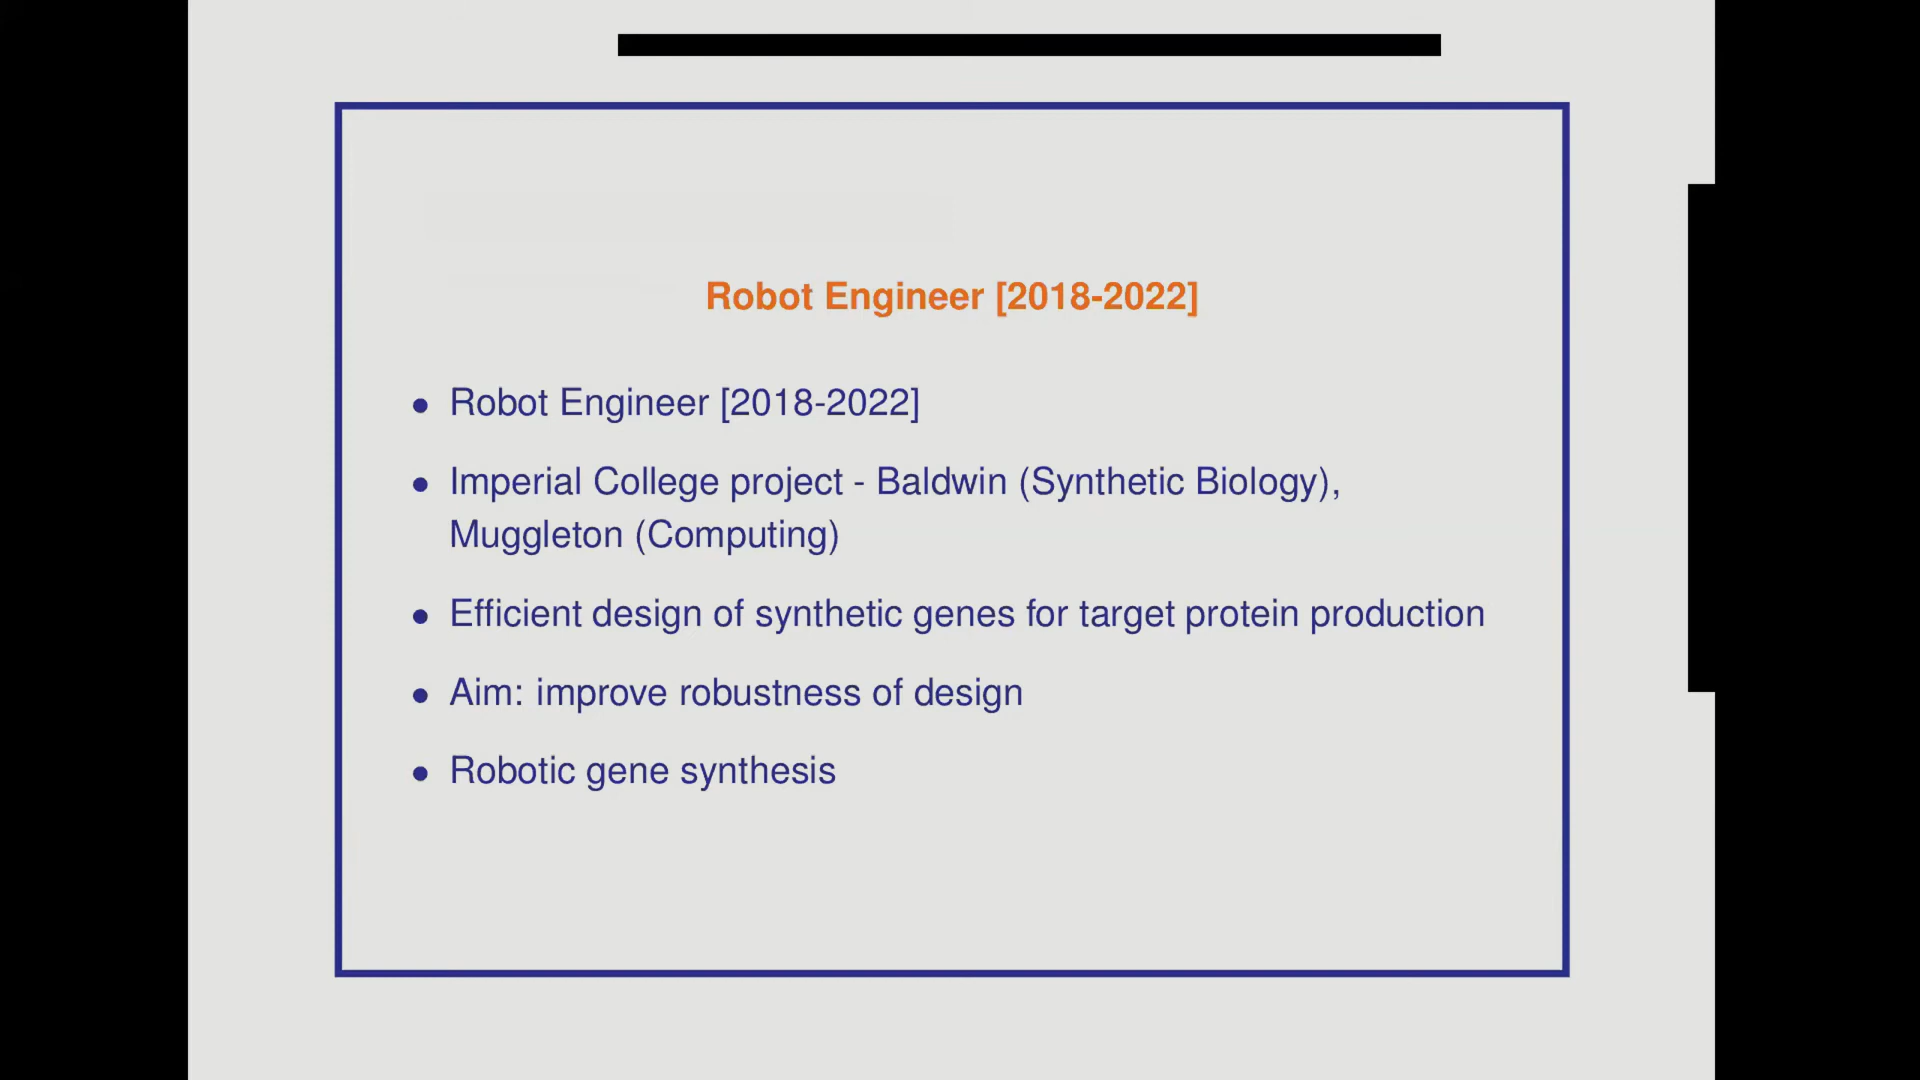 Robot Engineer [2018-2022]
• Robot Engineer [2018-2022]
• Imperial College project - Baldwin (Synthetic Biology),
Muggleton (Computing)
• Efficient design of synthetic genes for target protein production
• Aim: improve robustness of design
• Robotic gene synthesis